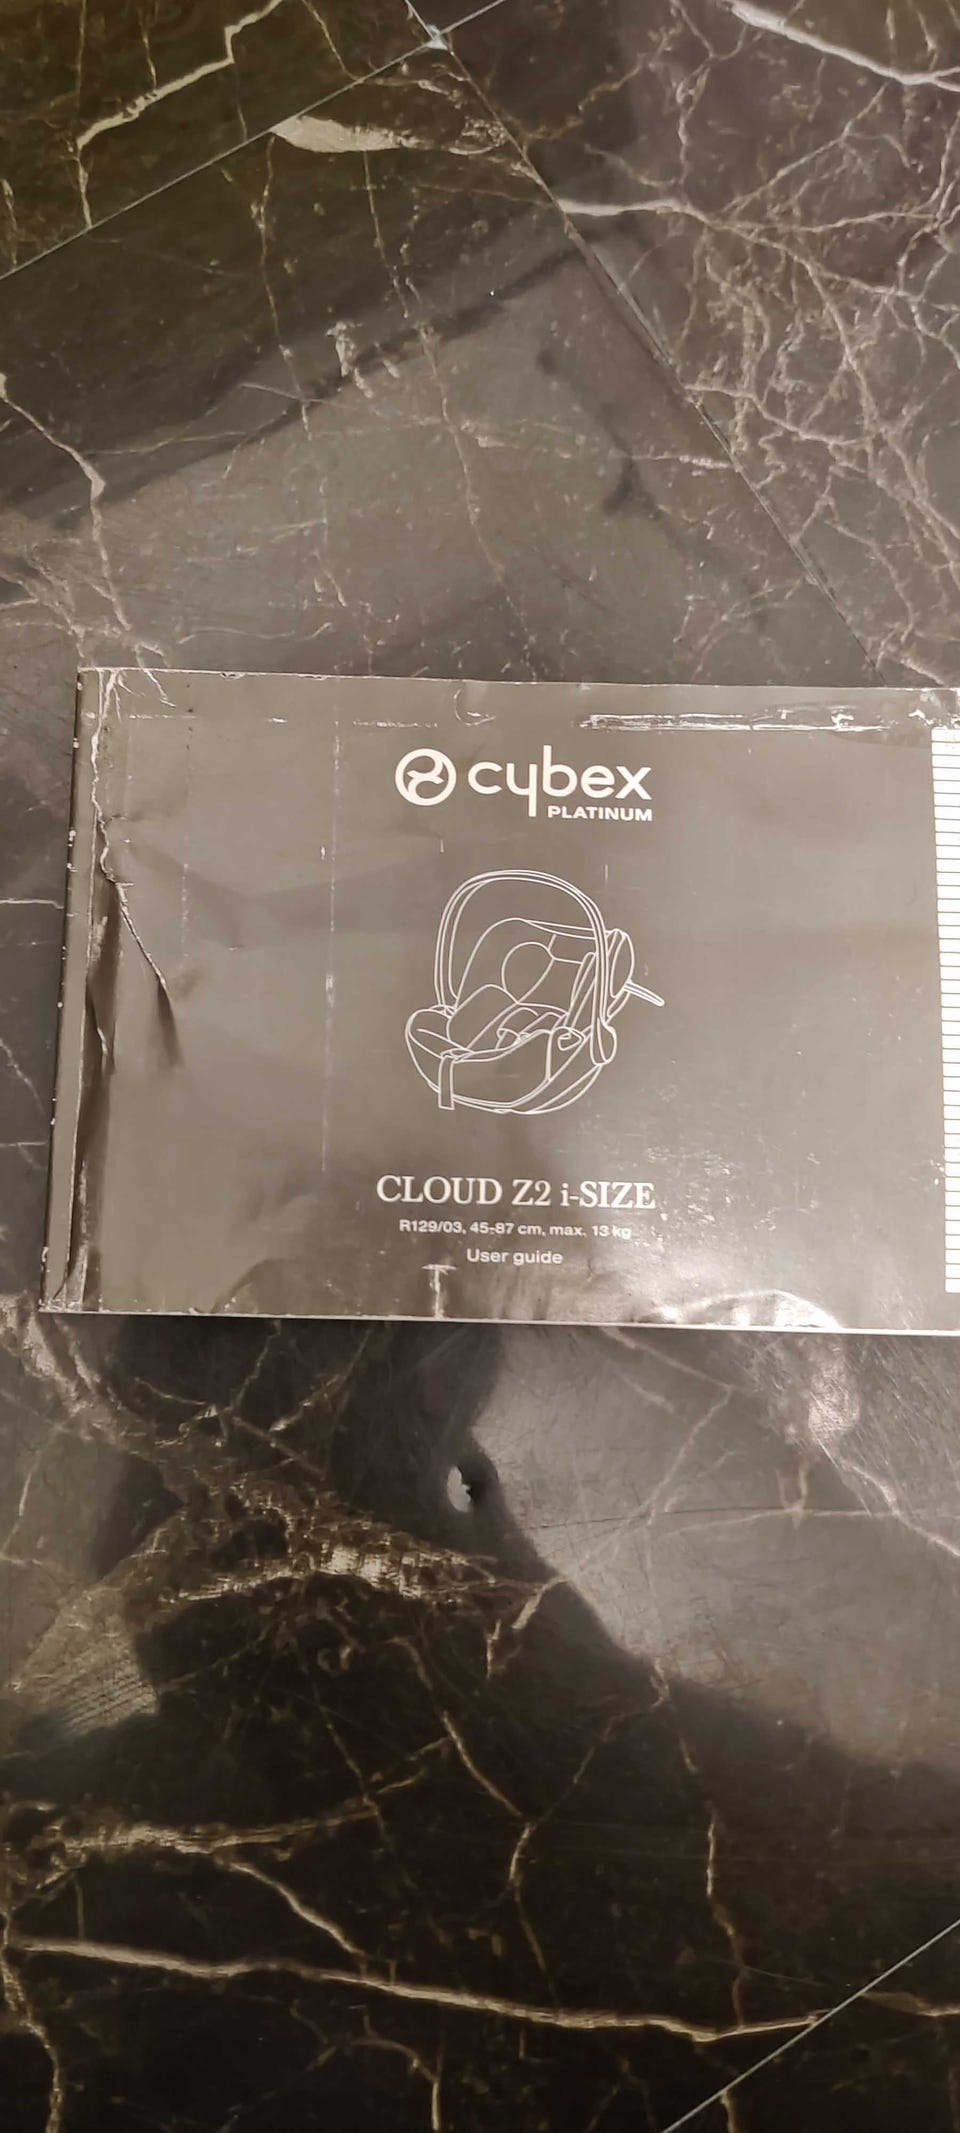 cybex
PLATINUM
CLOUD Z2 i-SIZE
R129/03, 45-87 cm, max. 13 kg
User guide